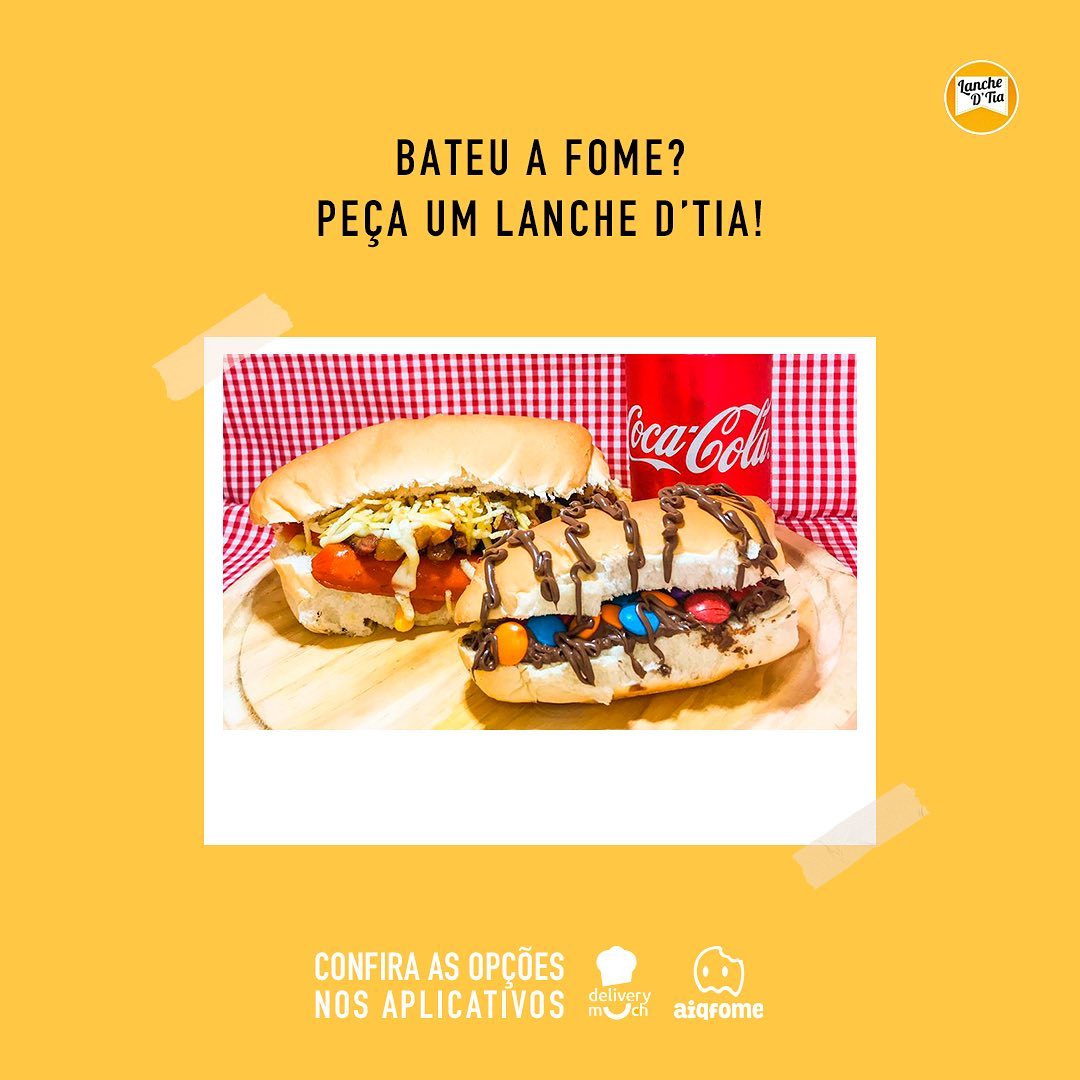 Lanche
D'Tia
BATEU A FOME?
PEÇA UM LANCHE D'TIA!
Coca-Cola
CONFIRA AS OPÇÕES
NOS APLICATIVOS
delivery
much
aiqfome